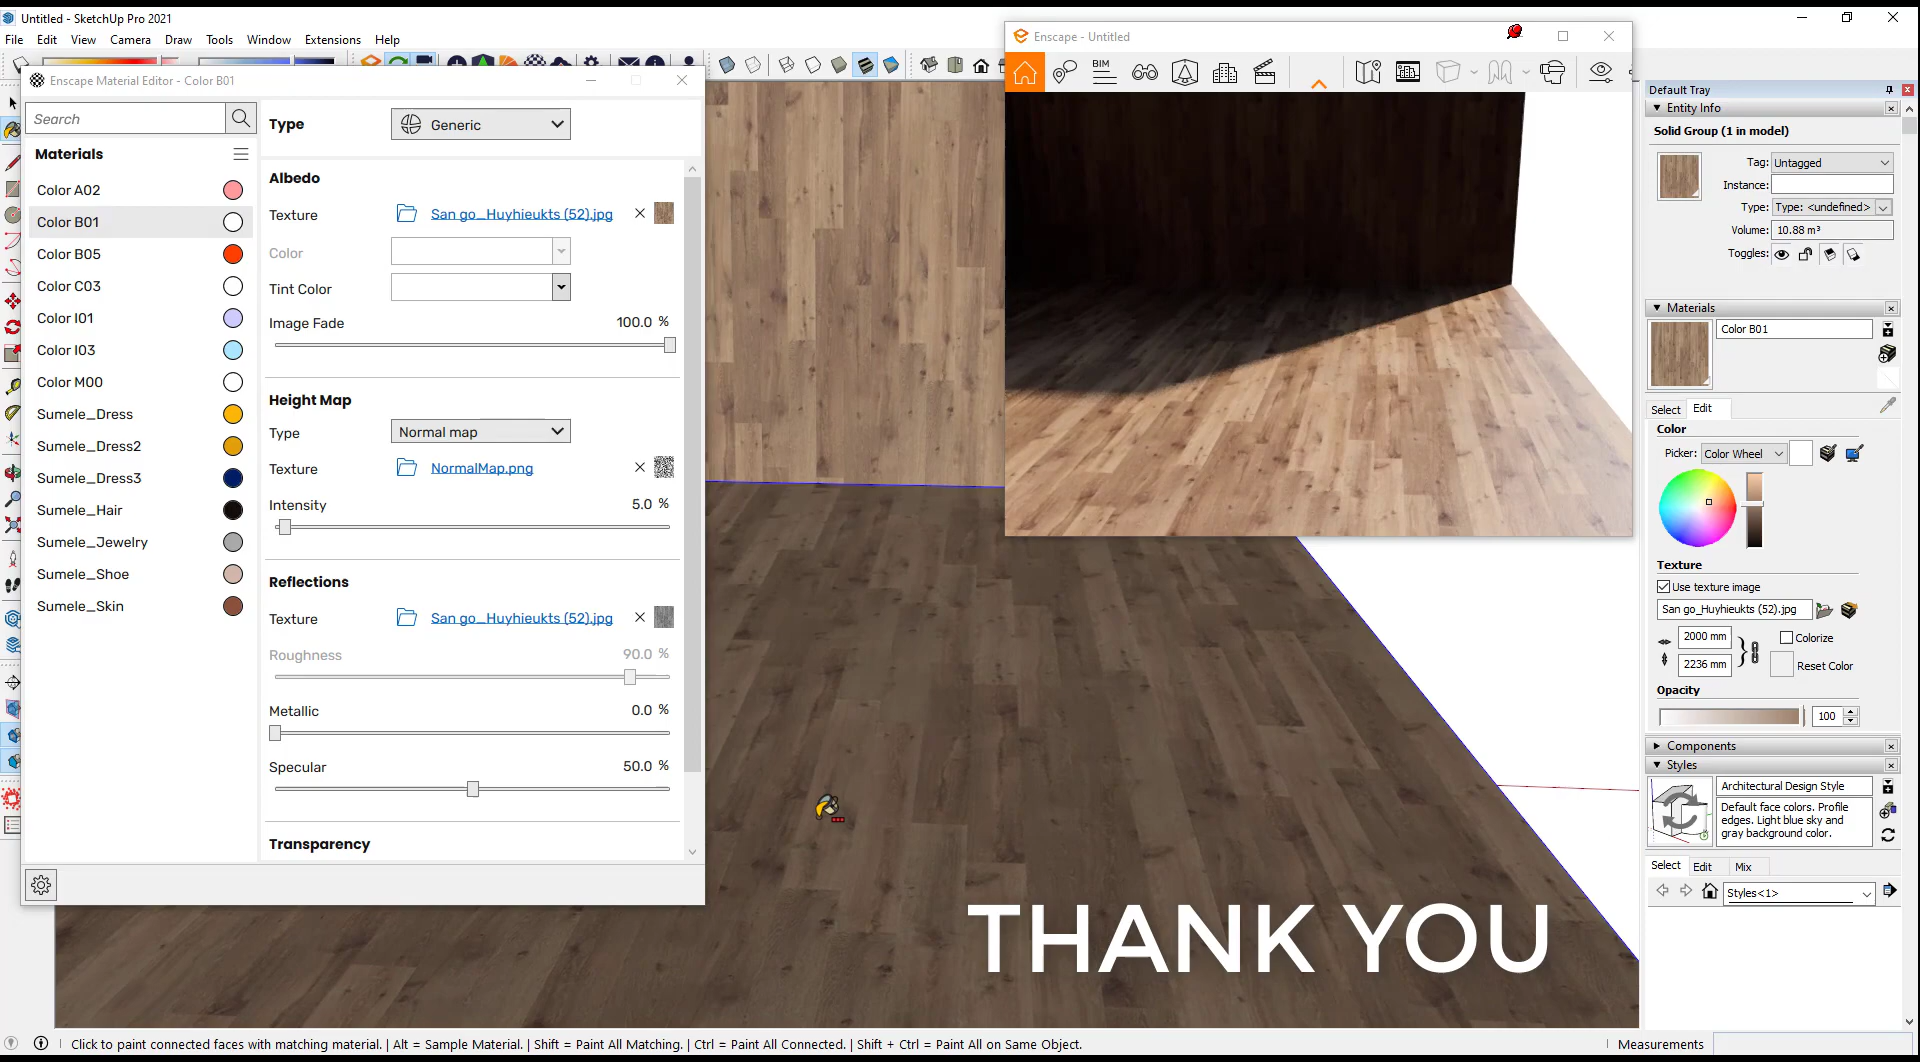 Untitled - SketchUp Pro 2021
File Edit View Camera Draw Tools Window Extensions Help
Enscape Material Editor - Color B01
Search
Materials
Color A02
Color B01
Color B05
Color C03
Color I01
Color I03
Color M00
Sumele_Dress
Sumele_Dress2
Sumele_Dress3
Sumele_Hair
Sumele_Jewelry
Sumele_Shoe
Sumele_Skin
Type Generic
Albedo
Texture San go_Huyhieukts (52).jpg
Color
Tint Color
Image Fade 100.0 %
Height Map
Type Normal map
Texture NormalMap.png
Intensity 5.0 %
Reflections
Texture San go_Huyhieukts (52).jpg
Roughness 90.0 %
Metallic 0.0 %
Specular 50.0 %
Transparency
Enscape - Untitled
BIM
THANK YOU
Default Tray
Entity Info
Solid Group (1 in model)
Tag: Untagged
Instance:
Type: Type: <undefined>
Volume: 10.88 m³
Toggles:
Materials
Color B01
Select Edit
Color
Picker: Color Wheel
Texture
Use texture image
San go_Huyhieukts (52).jpg
2000 mm Colorize
2236 mm Reset Color
Opacity
100
Components
Styles
Architectural Design Style
Default face colors. Profile
edges. Light blue sky and
gray background color.
Select Edit Mix
Styles<1>
Click to paint connected faces with matching material. | Alt = Sample Material. | Shift = Paint All Matching. | Ctrl = Paint All Connected. | Shift + Ctrl = Paint All on Same Object.
Measurements